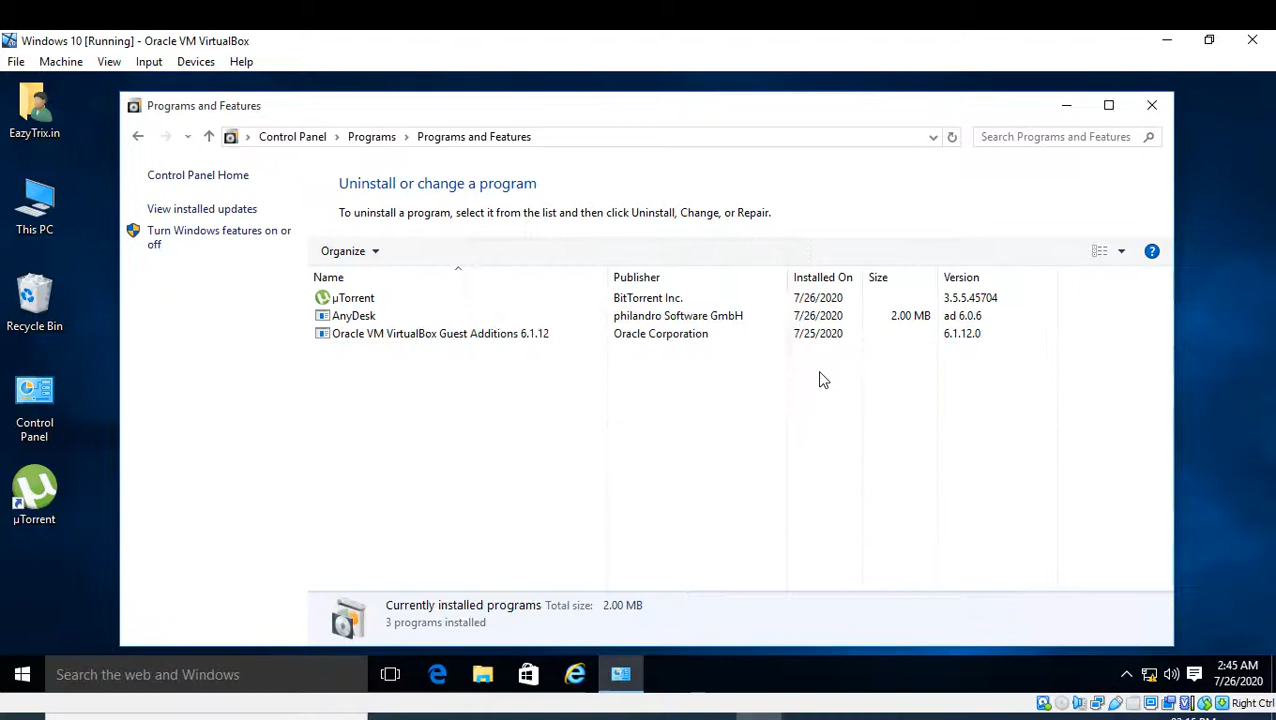 Windows 10 [Running] - Oracle VM VirtualBox
File Machine View Input Devices Help
EazyTrix.in
This PC
Recycle Bin
Control
Panel
µTorrent
Programs and Features
Control Panel Programs Programs and Features
Search Programs and Features
Control Panel Home
View installed updates
Turn Windows features on or
off
Uninstall or change a program
To uninstall a program, select it from the list and then click Uninstall, Change, or Repair.
Organize
Name Publisher Installed On Size Version
µTorrent BitTorrent Inc. 7/26/2020 3.5.5.45704
AnyDesk philandro Software GmbH 7/26/2020 2.00 MB ad 6.0.6
Oracle VM VirtualBox Guest Additions 6.1.12 Oracle Corporation 7/25/2020 6.1.12.0
Currently installed programs Total size: 2.00 MB
3 programs installed
Search the web and Windows
2:45 AM
7/26/2020
Right Ctrl